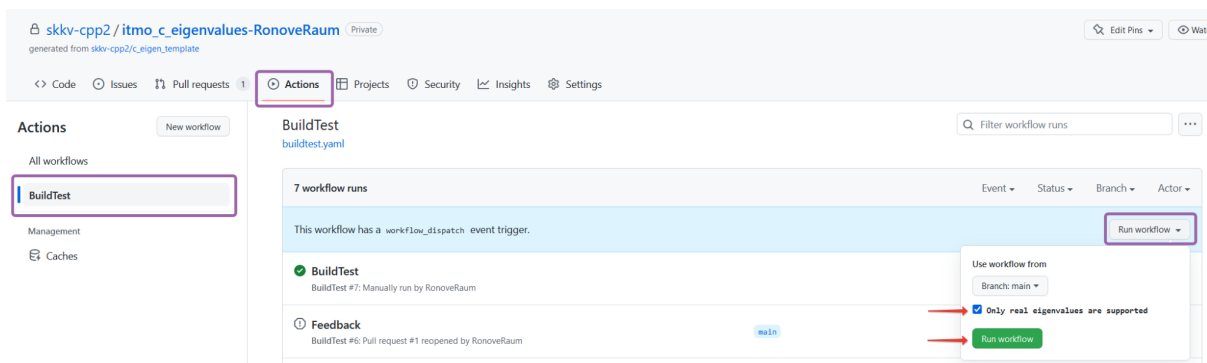 skkv-cpp2 / itmo_c_eigenvalues-RonoveRaum Private
Edit Pins
generated from skkv-cpp2/c_eigen_template
Code Issues Pull requests 1 Actions Projects Security Insights Settings
Actions
New workflow
All workflows
BuildTest
Management
Caches
BuildTest
buildtest.yaml
Filter workflow runs
7 workflow runs
Event Status Branch Actor
This workflow has a workflow_dispatch event trigger.
Run workflow
BuildTest
BuildTest #7: Manually run by RonoveRaum
Feedback
BuildTest #6: Pull request #1 reopened by RonoveRaum
main
Use workflow from
Branch: main
Only real eigenvalues are supported
Run workflow